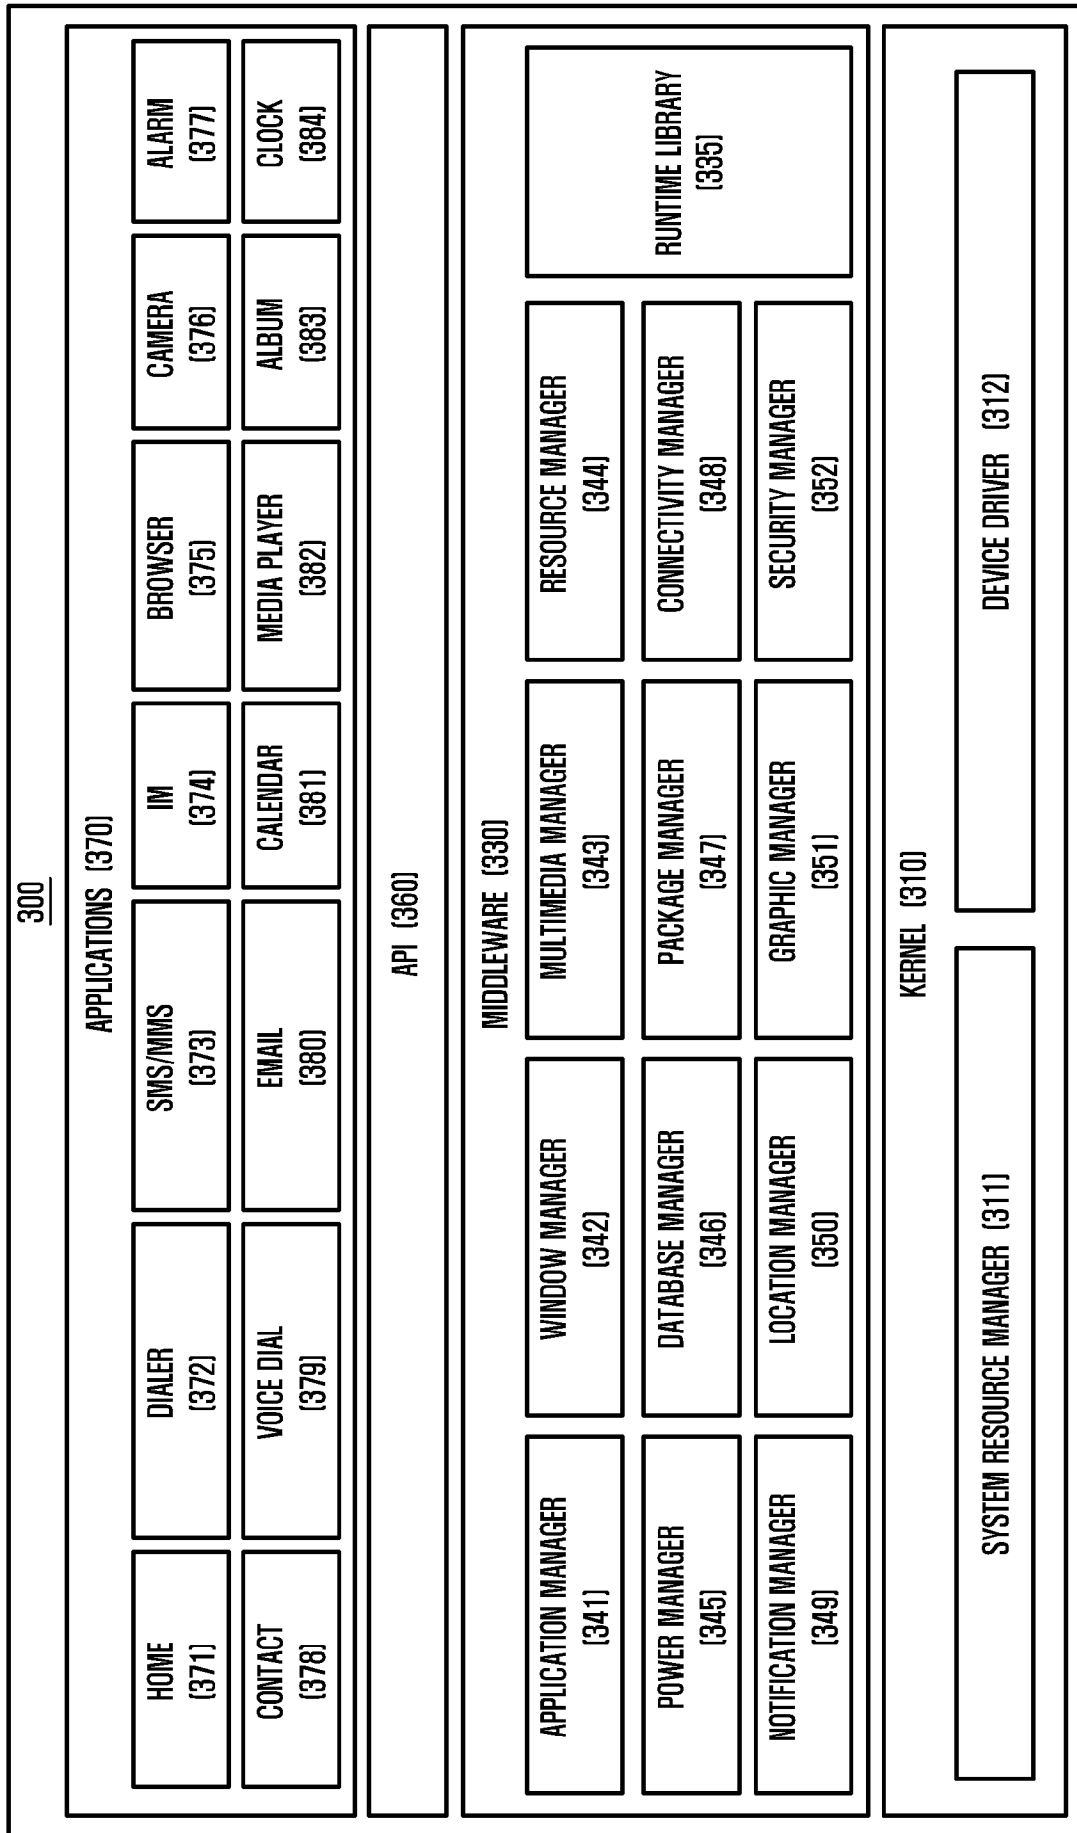 300
APPLICATIONS (370)
HOME
(371)
DIALER
(372)
SMS/MMS
(373)
IM
(374)
BROWSER
(375)
CAMERA
(376)
ALARM
(377)
CONTACT
(378)
VOICE DIAL
(379)
EMAIL
(380)
CALENDAR
(381)
MEDIA PLAYER
(382)
ALBUM
(383)
CLOCK
(384)
API (360)
MIDDLEWARE (330)
APPLICATION MANAGER
(341)
WINDOW MANAGER
(342)
MULTIMEDIA MANAGER
(343)
RESOURCE MANAGER
(344)
POWER MANAGER
(345)
DATABASE MANAGER
(346)
PACKAGE MANAGER
(347)
CONNECTIVITY MANAGER
(348)
NOTIFICATION MANAGER
(349)
LOCATION MANAGER
(350)
GRAPHIC MANAGER
(351)
SECURITY MANAGER
(352)
RUNTIME LIBRARY
(335)
KERNEL (310)
SYSTEM RESOURCE MANAGER (311)
DEVICE DRIVER (312)